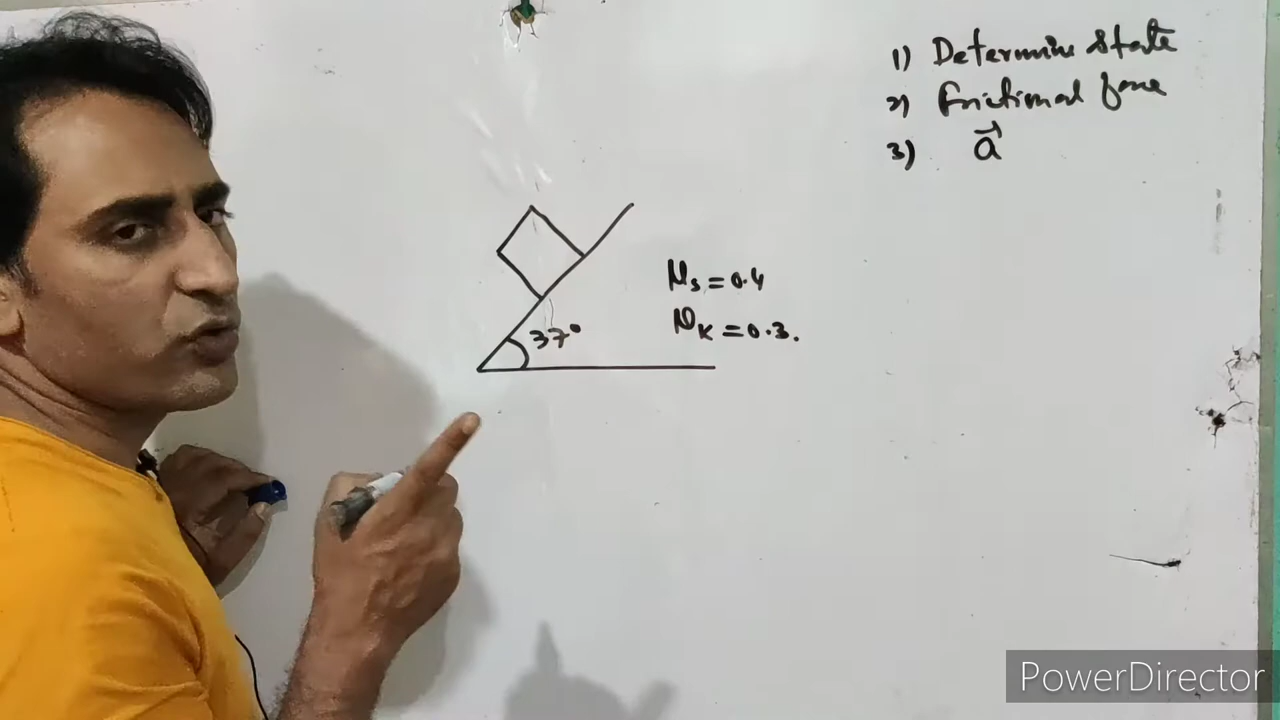 1) Determine state
2) Frictional force
3) a⃗
37°
μs = 0.4
μK = 0.3.
PowerDirector